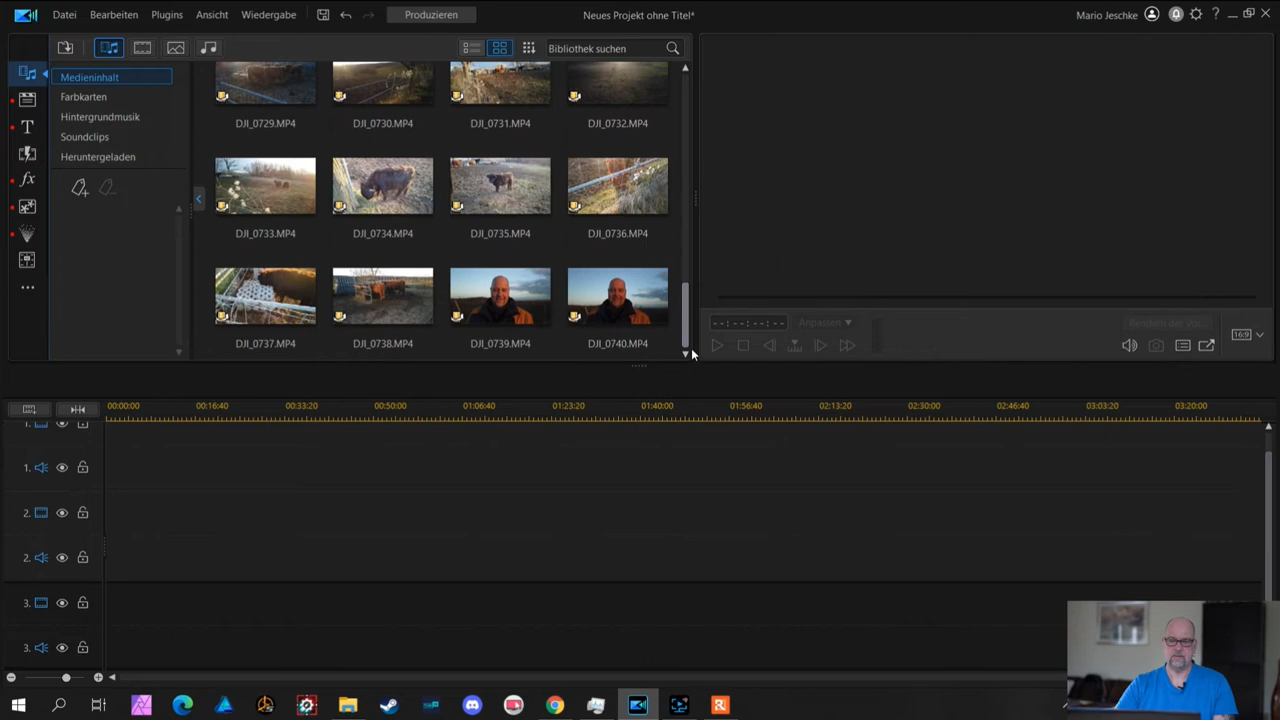 Datei Bearbeiten Plugins Ansicht Wiedergabe Produzieren Neues Projekt ohne Titel* Mario Jeschke ?
Bibliothek suchen
Medieninhalt
Farbkarten
Hintergrundmusik
Soundclips
Heruntergeladen
T
fx
DJI_0729.MP4 DJI_0730.MP4 DJI_0731.MP4 DJI_0732.MP4
DJI_0733.MP4 DJI_0734.MP4 DJI_0735.MP4 DJI_0736.MP4
DJI_0737.MP4 DJI_0738.MP4 DJI_0739.MP4 DJI_0740.MP4
--:--:--:-- Anpassen Rendern der Vor... 16:9
00:00:00 00:16:40 00:33:20 00:50:00 01:06:40 01:23:20 01:40:00 01:56:40 02:13:20 02:30:00 02:46:40 03:03:20 03:20:00
1.
1.
2.
2.
3.
3.